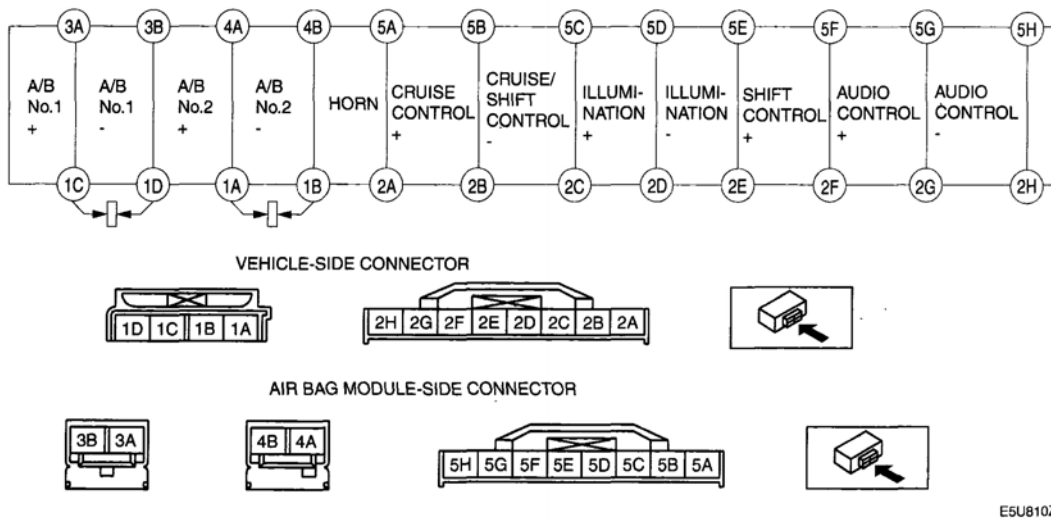 3A 3B 4A 4B 5A 5B 5C 5D 5E 5F 5G 5H
A/B No.1 +
A/B No.1 -
A/B No.2 +
A/B No.2 -
HORN
CRUISE CONTROL +
CRUISE/ SHIFT CONTROL -
ILLUMI- NATION +
ILLUMI- NATION -
SHIFT CONTROL +
AUDIO CONTROL +
AUDIO CONTROL -
1C 1D 1A 1B 2A 2B 2C 2D 2E 2F 2G 2H
VEHICLE-SIDE CONNECTOR
1D 1C 1B 1A
2H 2G 2F 2E 2D 2C 2B 2A
AIR BAG MODULE-SIDE CONNECTOR
3B 3A
4B 4A
5H 5G 5F 5E 5D 5C 5B 5A